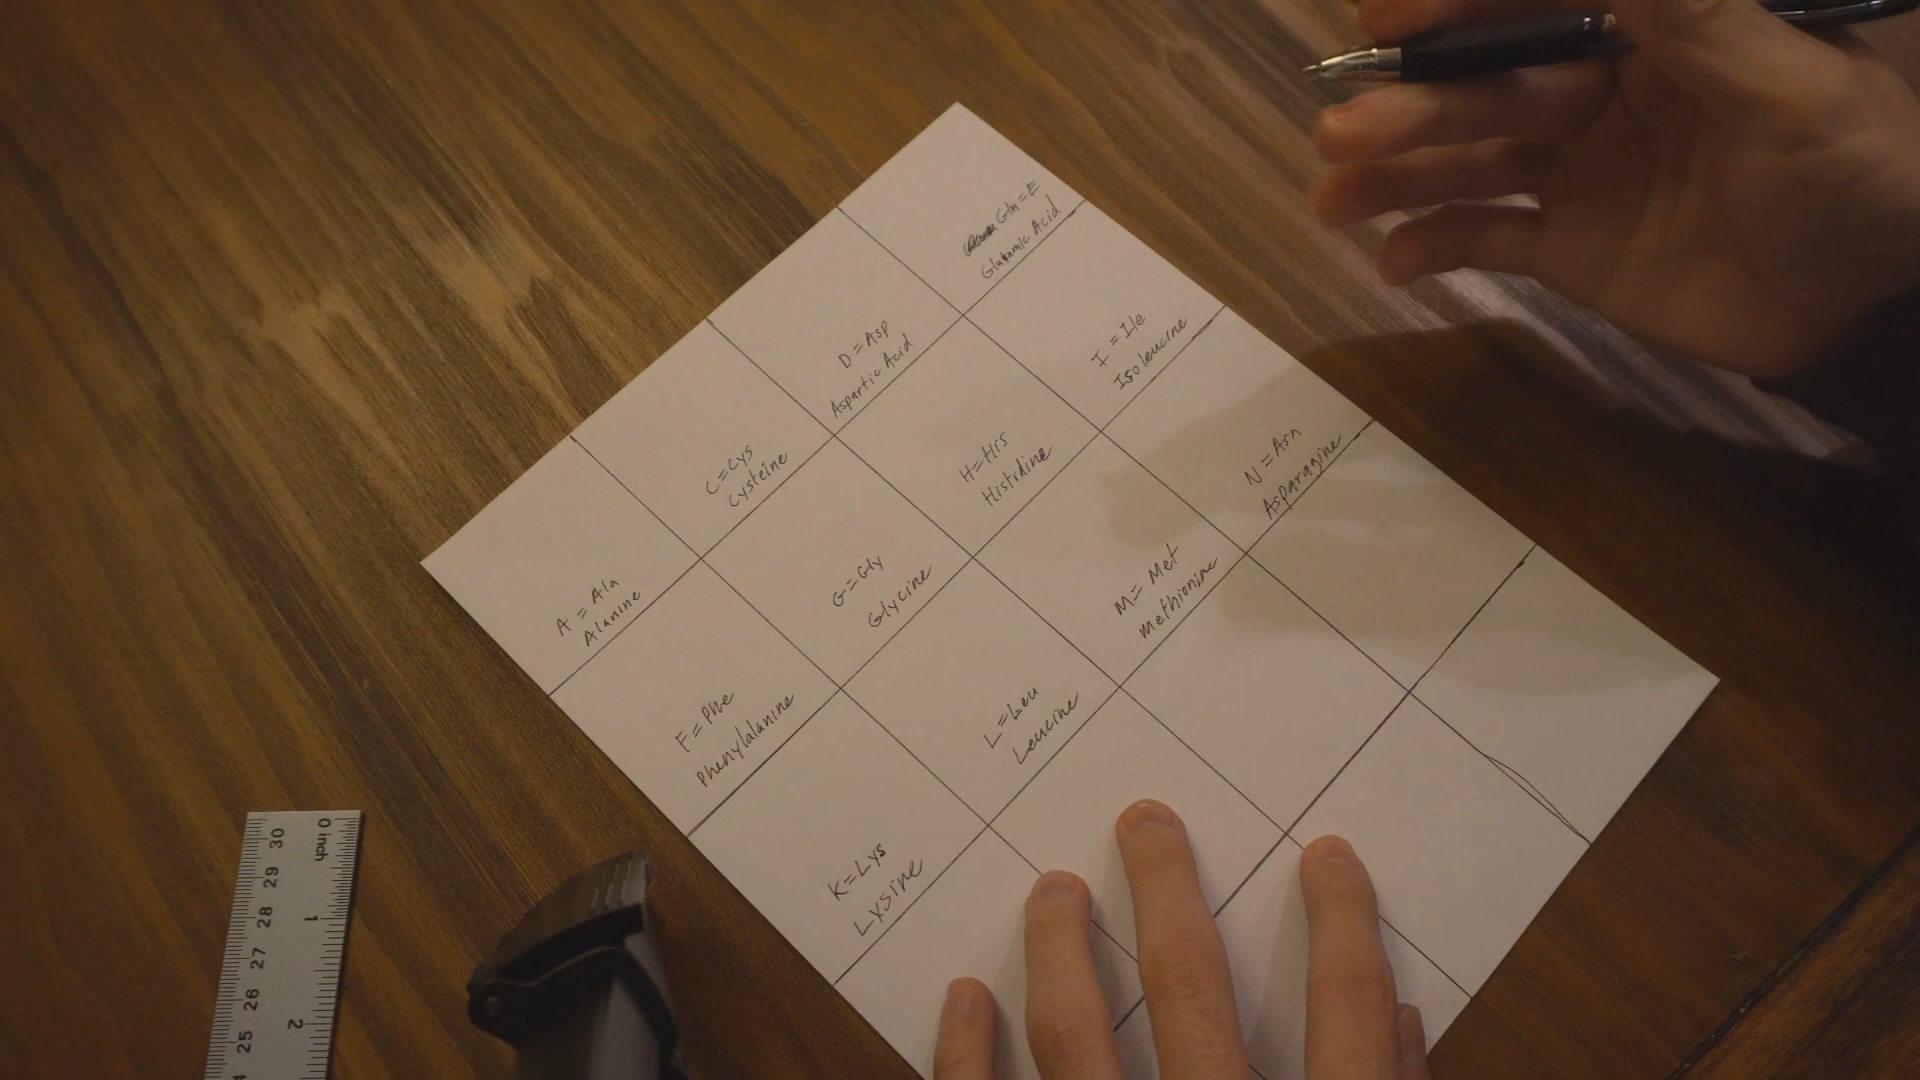 A = Ala
Alanine
C = Cys
Cysteine
D = Asp
Aspartic Acid
Gln = E
Glutamic Acid
F = Phe
phenylalanine
G = Gly
Glycine
H = His
Histidine
I = Ile
Isoleucine
K = Lys
Lysine
L = Leu
Leucine
M = Met
Methionine
N = Asn
Asparagine
0 inch
1
2
30
29
28
27
26
25